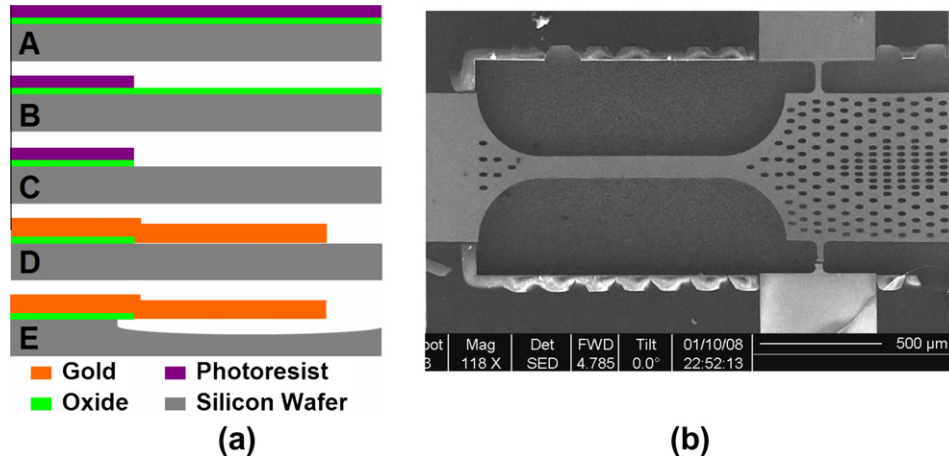 A
B
C
D
E
Gold
Photoresist
Oxide
Silicon Wafer
(a)
Mag Det FWD Tilt 01/10/08 500 µm
118 X SED 4.785 0.0° 22:52:13
(b)